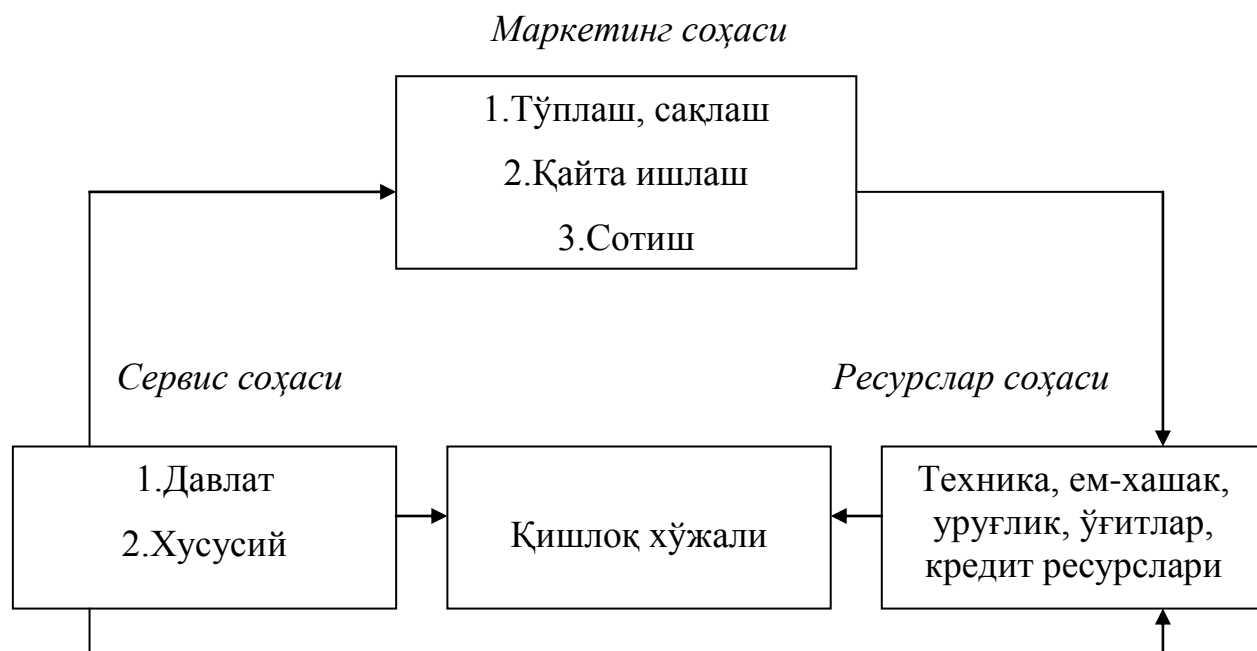 Маркетинг соҳаси
1.Тўплаш, сақлаш
2.Қайта ишлаш
3.Сотиш
Сервис соҳаси
Ресурслар соҳаси
1.Давлат
2.Хусусий
Қишлоқ хўжали
Техника, ем-хашак,
уруғлик, ўғитлар,
кредит ресурслари